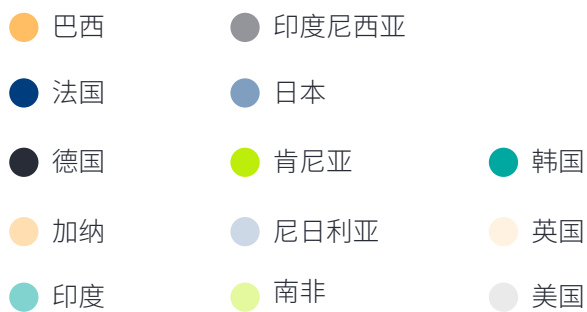 巴西 印度尼西亚
法国 日本
德国 肯尼亚 韩国
加纳 尼日利亚 英国
印度 南非 美国